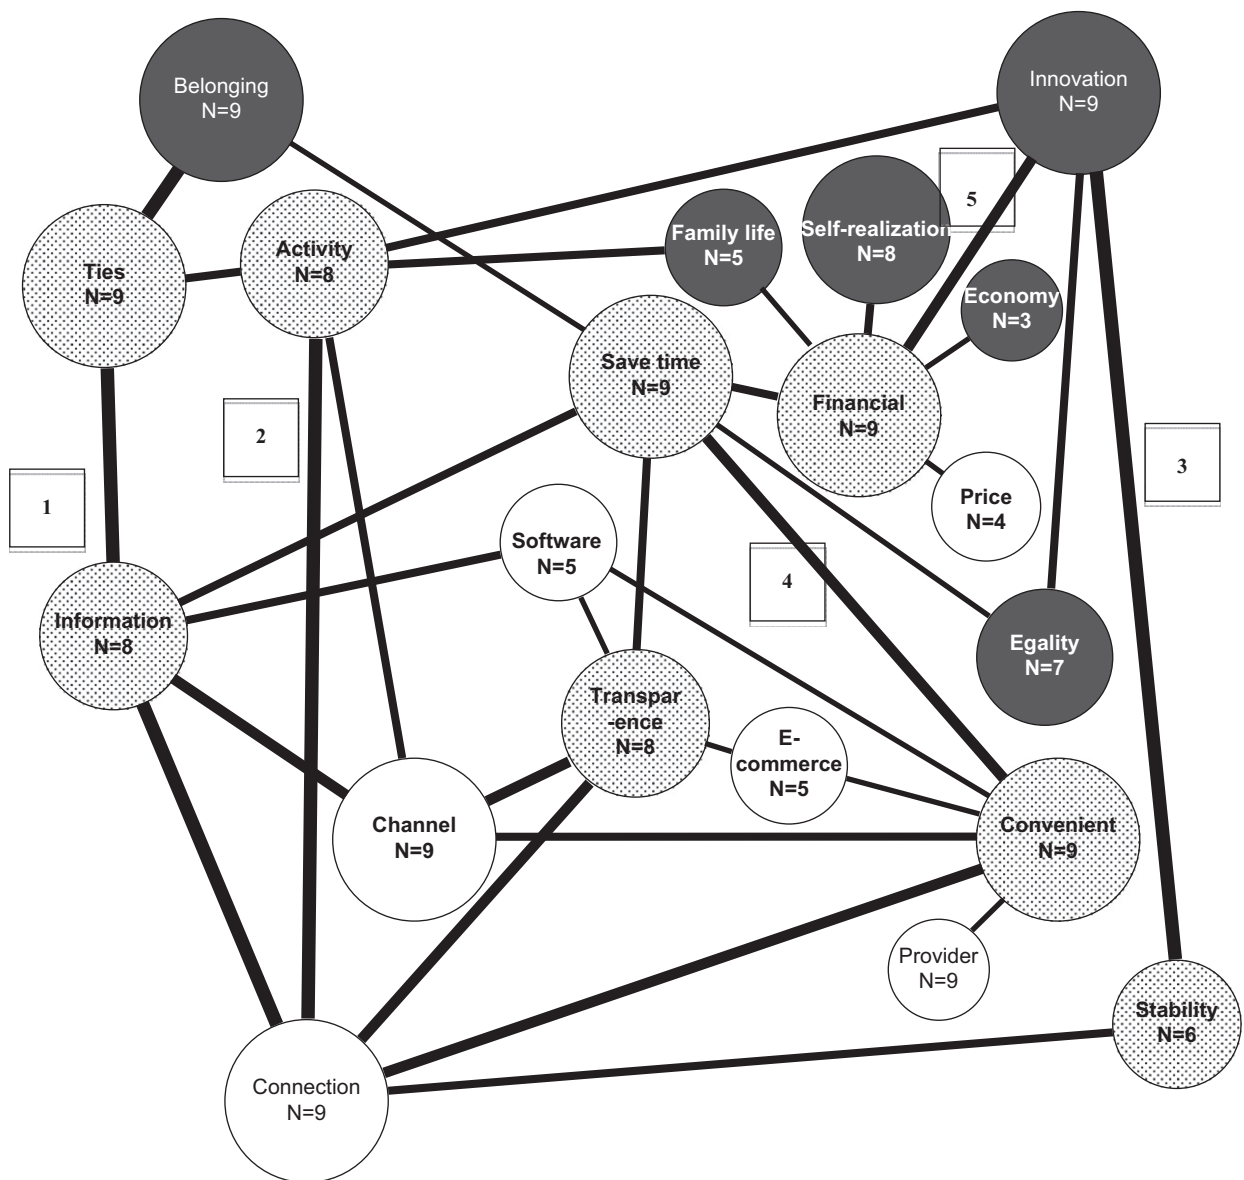 Belonging
N=9
Innovation
N=9
5
Family life
N=5
Self-realization
N=8
Activity
N=8
Ties
N=9
Economy
N=3
Save time
N=9
Financial
N=9
2
3
1
Price
N=4
Software
N=5
4
Information
N=8
Egality
N=7
Transpar
-ence
N=8
E-
commerce
N=5
Channel
N=9
Convenient
N=9
Provider
N=9
Stability
N=6
Connection
N=9